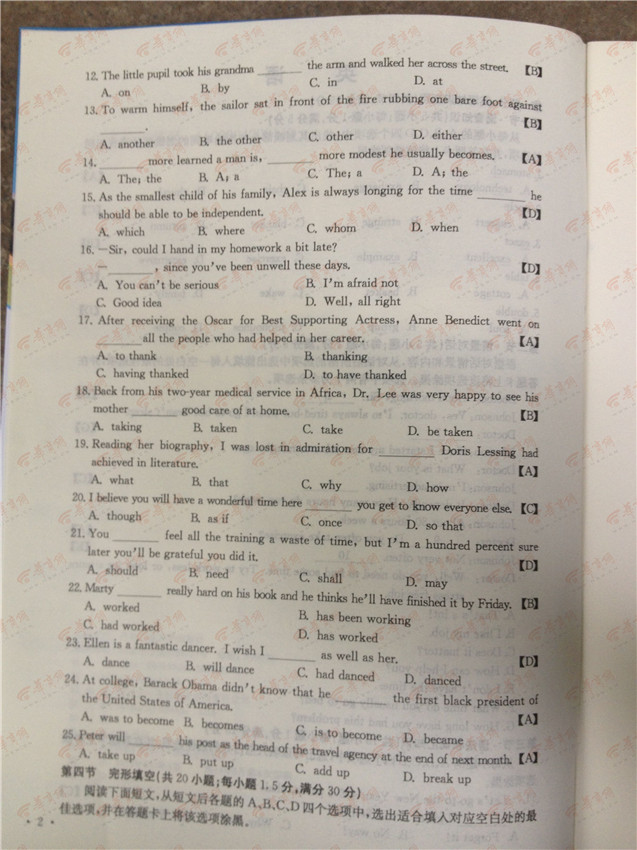 12. The little pupil took his grandma ______ the arm and walked her across the street. 【B】
A. on B. by C. in D. at
13. To warm himself, the sailor sat in front of the fire rubbing one bare foot against
______. 【B】
A. another B. the other C. other D. either
14. ______ more learned a man is, ______ more modest he usually becomes. 【A】
A. The; the B. A; a C. The; a D. A; the
15. As the smallest child of his family, Alex is always longing for the time ______ he
should be able to be independent. 【D】
A. which B. where C. whom D. when
16. —Sir, could I hand in my homework a bit late?
—______, since you've been unwell these days. 【D】
A. You can't be serious B. I'm afraid not
C. Good idea D. Well, all right
17. After receiving the Oscar for Best Supporting Actress, Anne Benedict went on
______ all the people who had helped in her career. 【A】
A. to thank B. thanking
C. having thanked D. to have thanked
18. Back from his two-year medical service in Africa, Dr. Lee was very happy to see his
mother ______ good care of at home. 【B】
A. taking B. taken C. take D. be taken
19. Reading her biography, I was lost in admiration for ______ Doris Lessing had
achieved in literature. 【A】
A. what B. that C. why D. how
20. I believe you will have a wonderful time here ______ you get to know everyone else. 【C】
A. though B. as if C. once D. so that
21. You ______ feel all the training a waste of time, but I'm a hundred percent sure
later you'll be grateful you did it. 【D】
A. should B. need C. shall D. may
22. Marty ______ really hard on his book and he thinks he'll have finished it by Friday. 【B】
A. worked B. has been working
C. had worked D. has worked
23. Ellen is a fantastic dancer. I wish I ______ as well as her. 【D】
A. dance B. will dance C. had danced D. danced
24. At college, Barack Obama didn't know that he ______ the first black president of
the United States of America. 【A】
A. was to become B. becomes C. is to become D. became
25. Peter will ______ his post as the head of the travel agency at the end of next month. 【A】
A. take up B. put up C. add up D. break up
第四节 完形填空(共20小题;每小题1.5分,满分30分)
阅读下面短文,从短文后各题的A、B、C、D四个选项中,选出适合填入对应空白处的最
佳选项,并在答题卡上将该选项涂黑。
· 2 ·